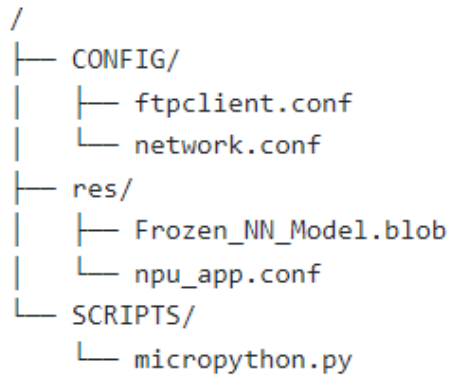 /
├── CONFIG/
│   ├── ftpclient.conf
│   └── network.conf
├── res/
│   ├── Frozen_NN_Model.blob
│   └── npu_app.conf
└── SCRIPTS/
    └── micropython.py